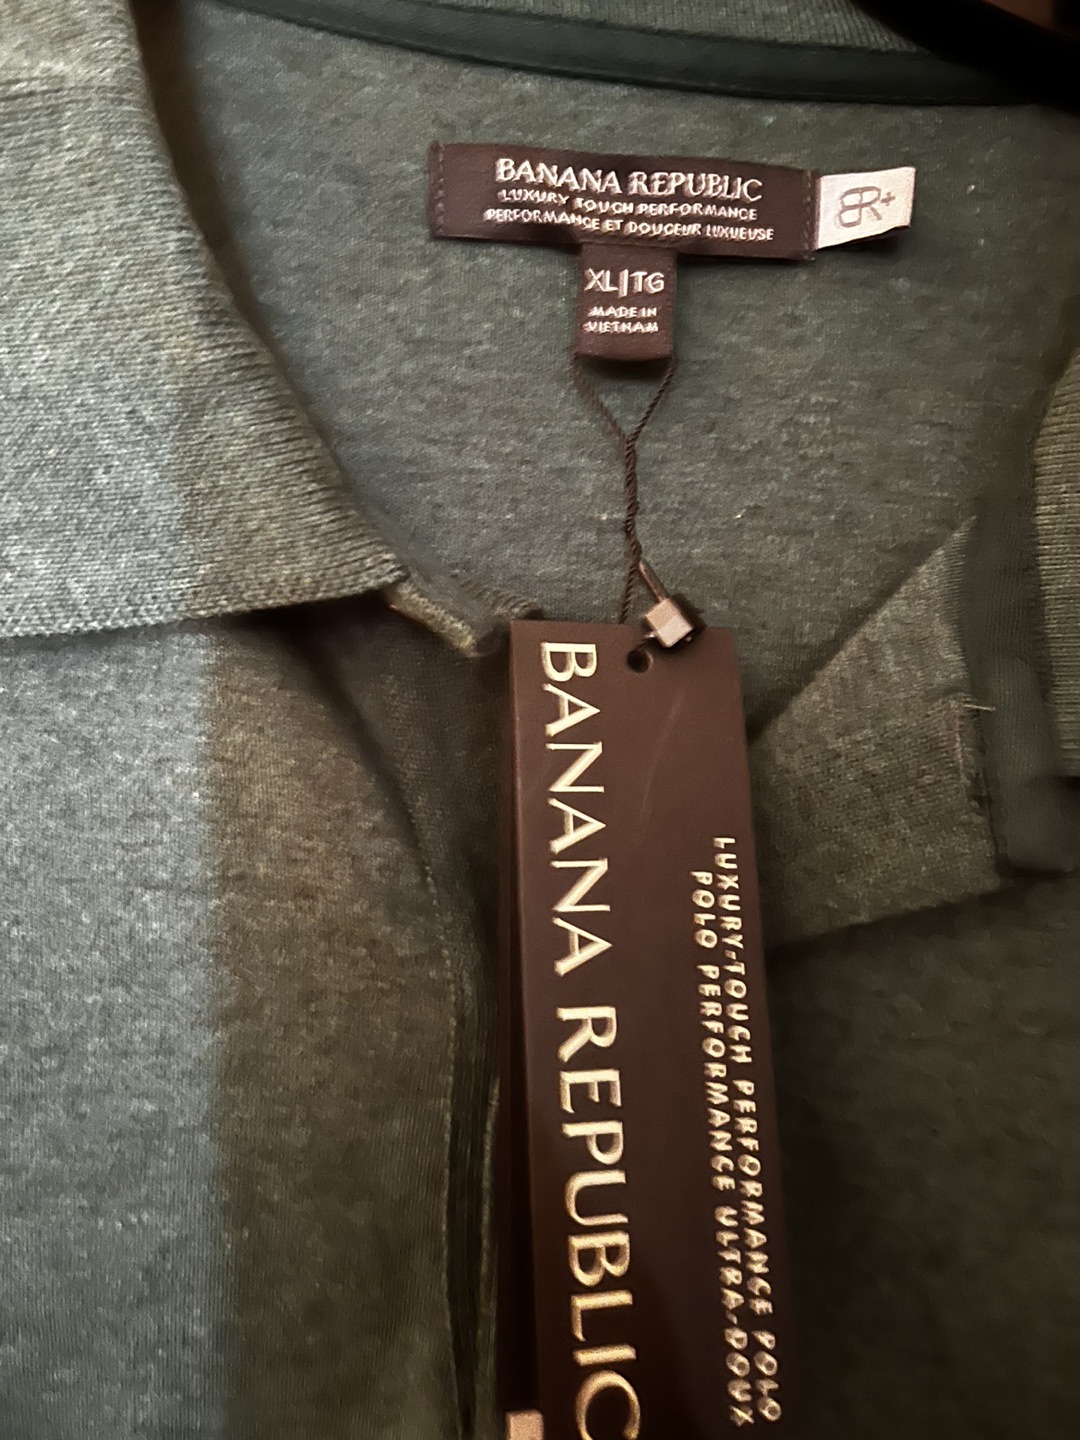 BANANA REPUBLIC
LUXURY TOUCH PERFORMANCE
PERFORMANCE ET DOUCEUR LUXUEUSE
BR+
XL|TG
MADE IN
VIETNAM
BANANA REPUBLIC
LUXURY-TOUCH PERFORMANCE POLO
POLO PERFORMANCE ULTRA-DOUX